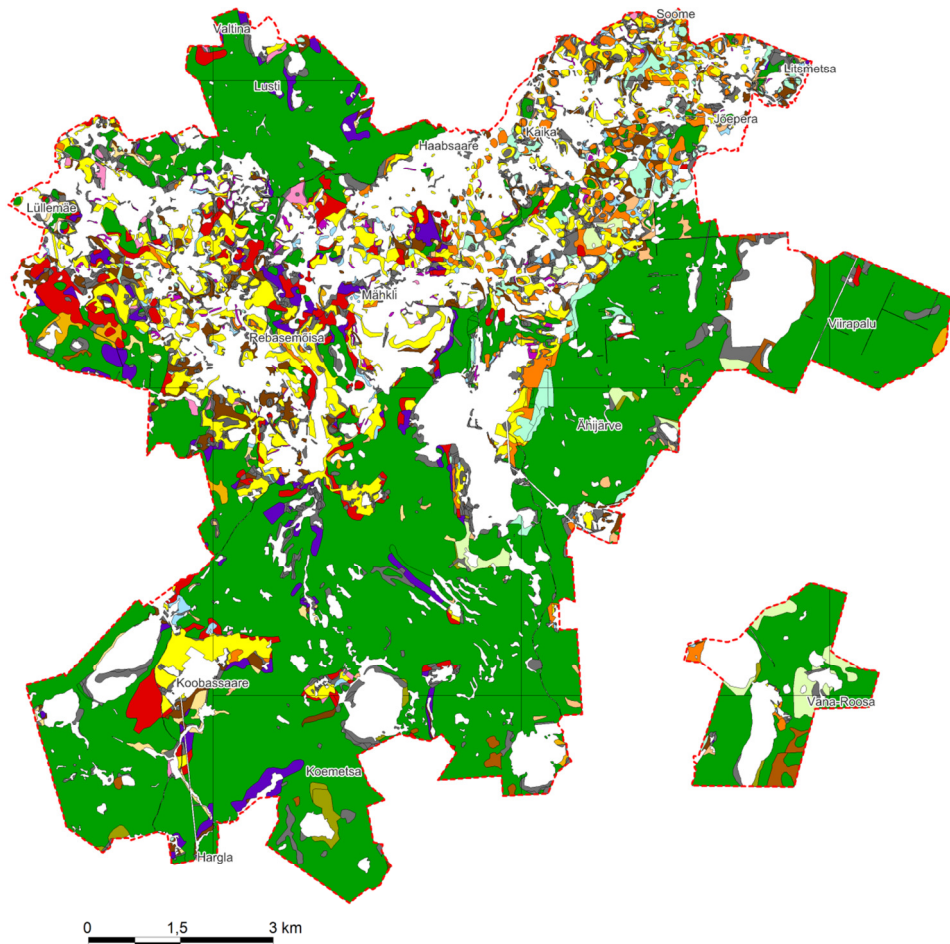 Soome
Valtina
Litsmetsa
Lusti
Jõepera
Kaika
Haabsaare
Lüllemäe
Mähkli
Viirapalu
Rebasemõisa
Ähijärve
Koobassaare
Vana-Roosa
Koemetsa
Hargla
0 1,5 3 km